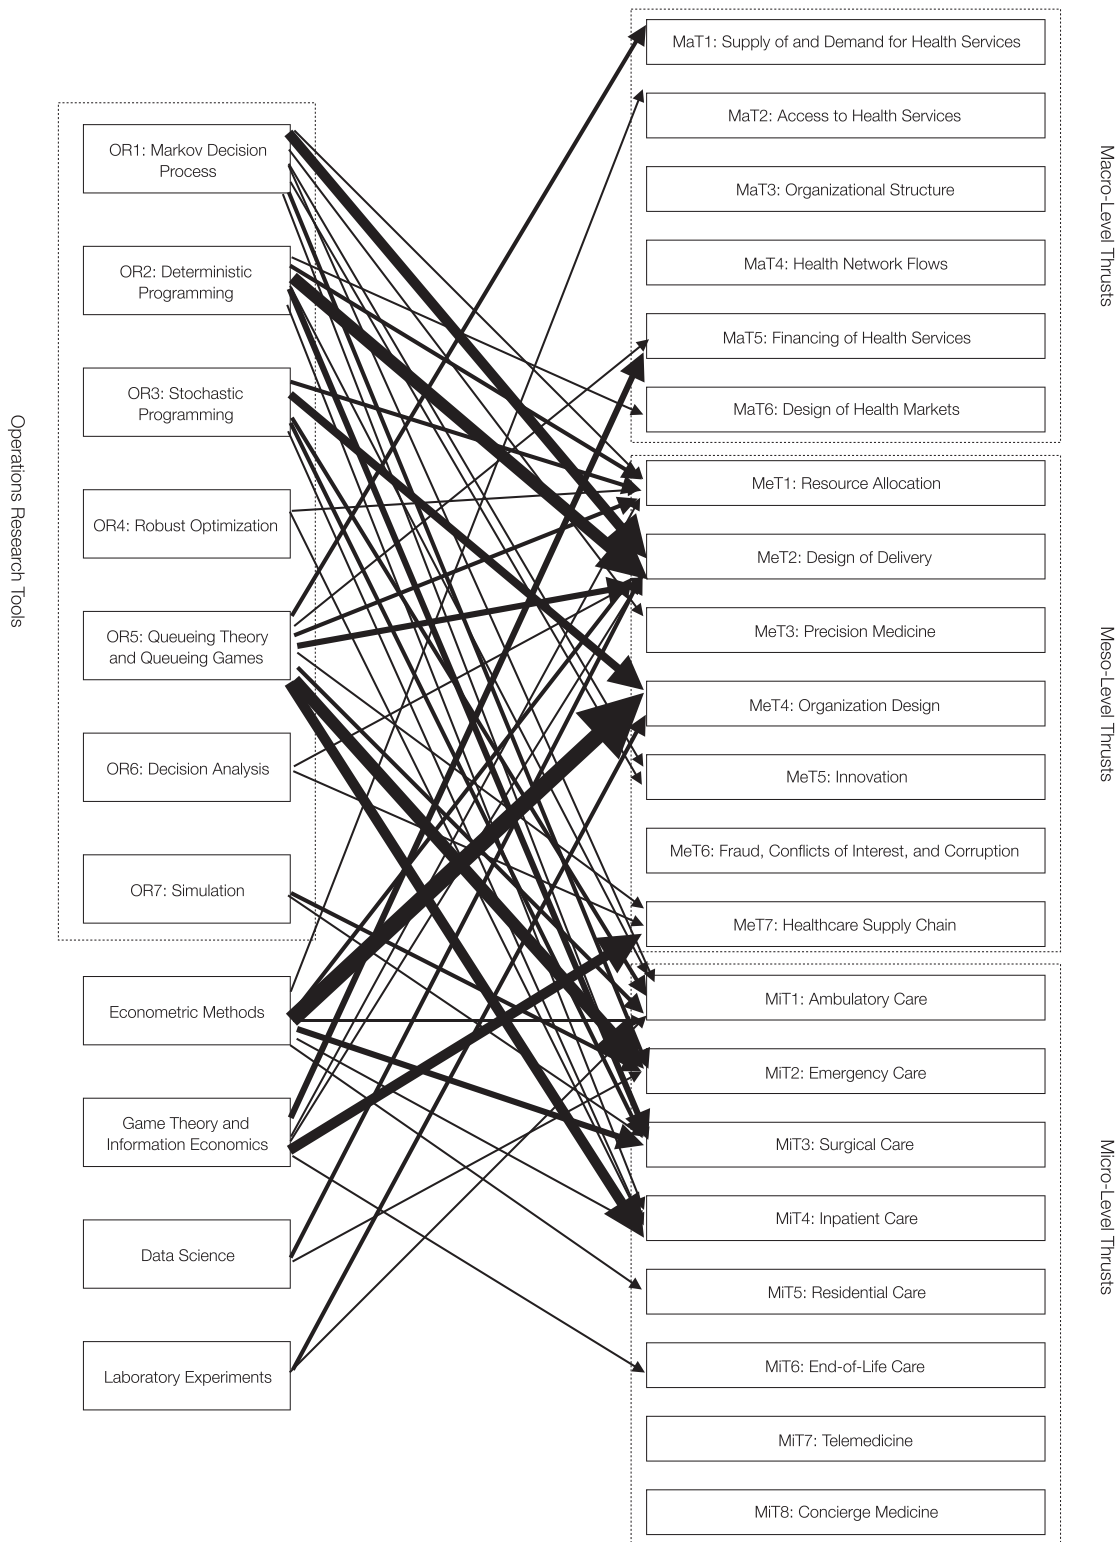 Operations Research Tools
OR1: Markov Decision
Process
OR2: Deterministic
Programming
OR3: Stochastic
Programming
OR4: Robust Optimization
OR5: Queueing Theory
and Queueing Games
OR6: Decision Analysis
OR7: Simulation
Econometric Methods
Game Theory and
Information Economics
Data Science
Laboratory Experiments
MaT1: Supply of and Demand for Health Services
MaT2: Access to Health Services
MaT3: Organizational Structure
MaT4: Health Network Flows
MaT5: Financing of Health Services
MaT6: Design of Health Markets
Macro-Level Thrusts
MeT1: Resource Allocation
MeT2: Design of Delivery
MeT3: Precision Medicine
MeT4: Organization Design
MeT5: Innovation
MeT6: Fraud, Conflicts of Interest, and Corruption
MeT7: Healthcare Supply Chain
Meso-Level Thrusts
MiT1: Ambulatory Care
MiT2: Emergency Care
MiT3: Surgical Care
MiT4: Inpatient Care
MiT5: Residential Care
MiT6: End-of-Life Care
MiT7: Telemedicine
MiT8: Concierge Medicine
Micro-Level Thrusts